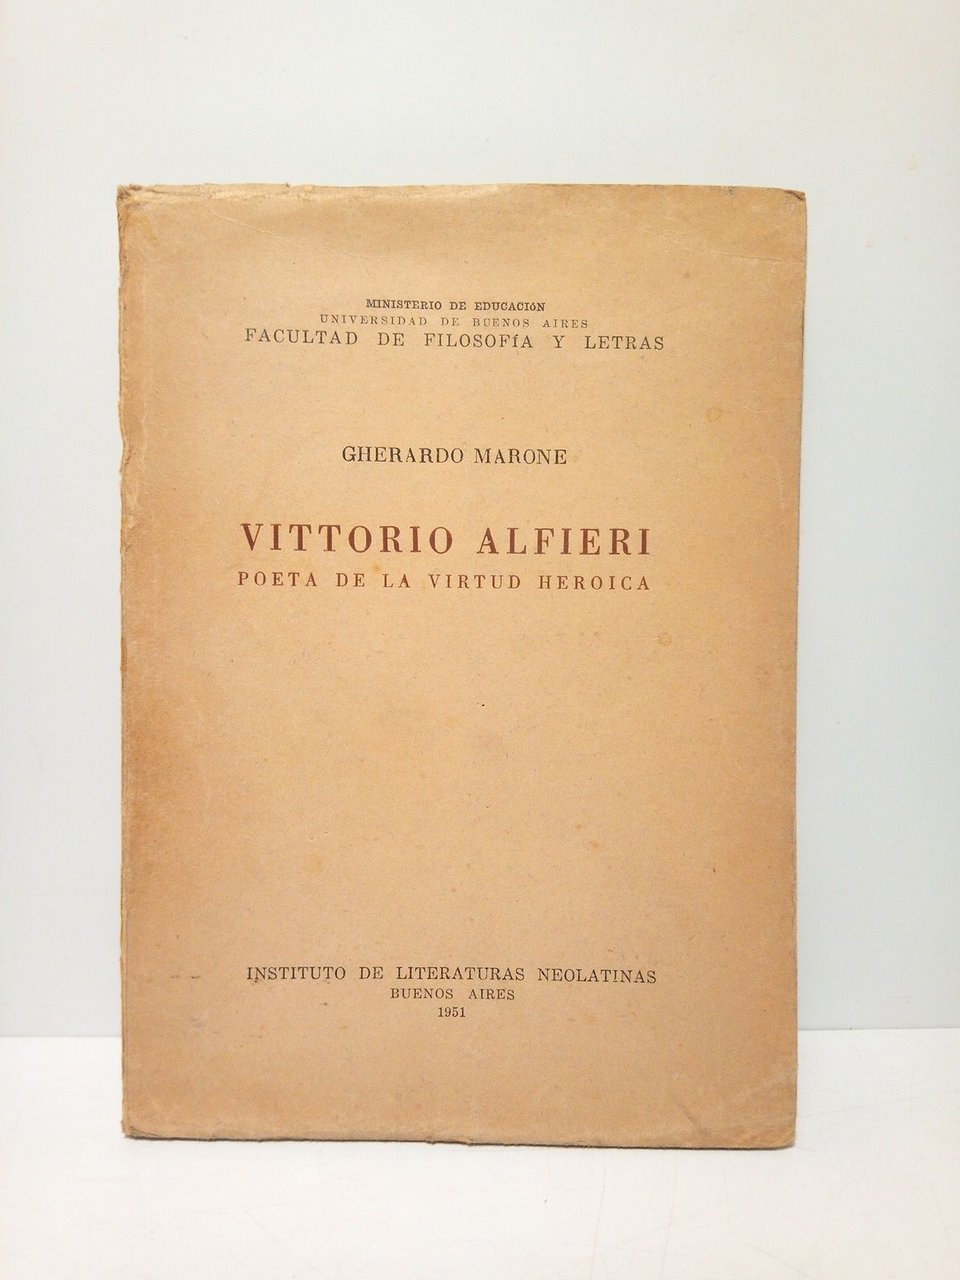 MINISTERIO DE EDUCACIóN
UNIVERSIDAD DE BUENOS AIRES
FACULTAD DE FILOSOFíA Y LETRAS
GHERARDO MARONE
VITTORIO ALFIERI
POETA DE LA VIRTUD HEROICA
INSTITUTO DE LITERATURAS NEOLATINAS
BUENOS AIRES
1951